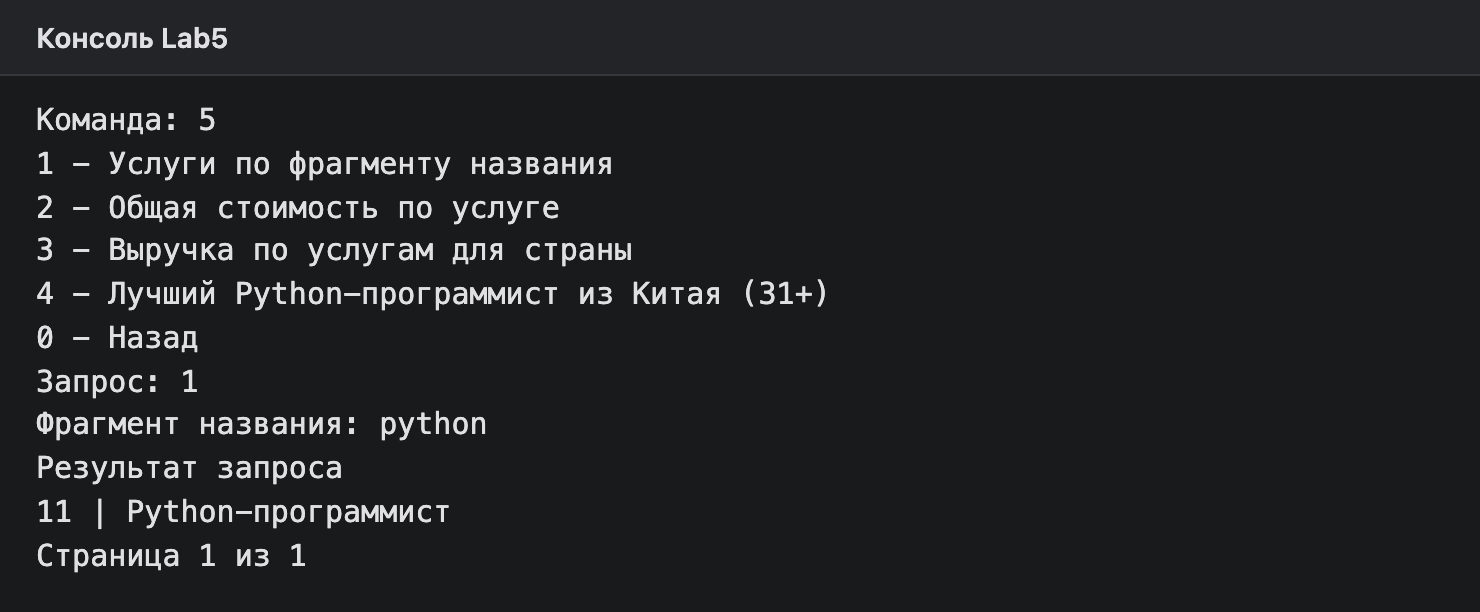 Консоль Lab5
Команда: 5
1 – Услуги по фрагменту названия
2 – Общая стоимость по услуге
3 – Выручка по услугам для страны
4 – Лучший Python–программист из Китая (31+)
0 – Назад
Запрос: 1
Фрагмент названия: python
Результат запроса
11 | Python–программист
Страница 1 из 1